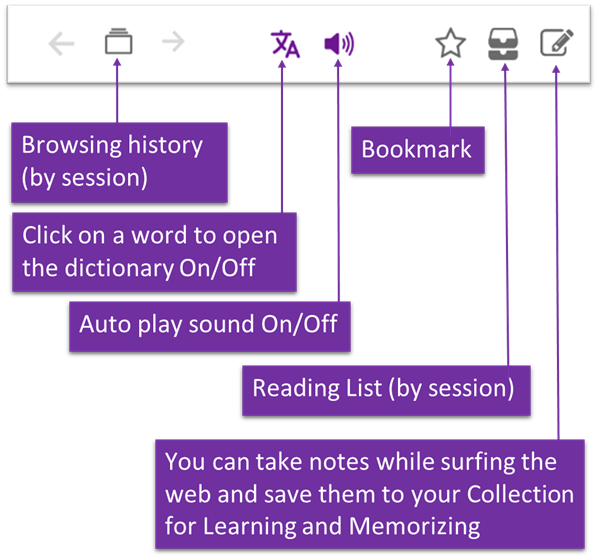 Browsing history
(by session)
Bookmark
Click on a word to open
the dictionary On/Off
Auto play sound On/Off
Reading List (by session)
You can take notes while surfing the
web and save them to your Collection
for Learning and Memorizing